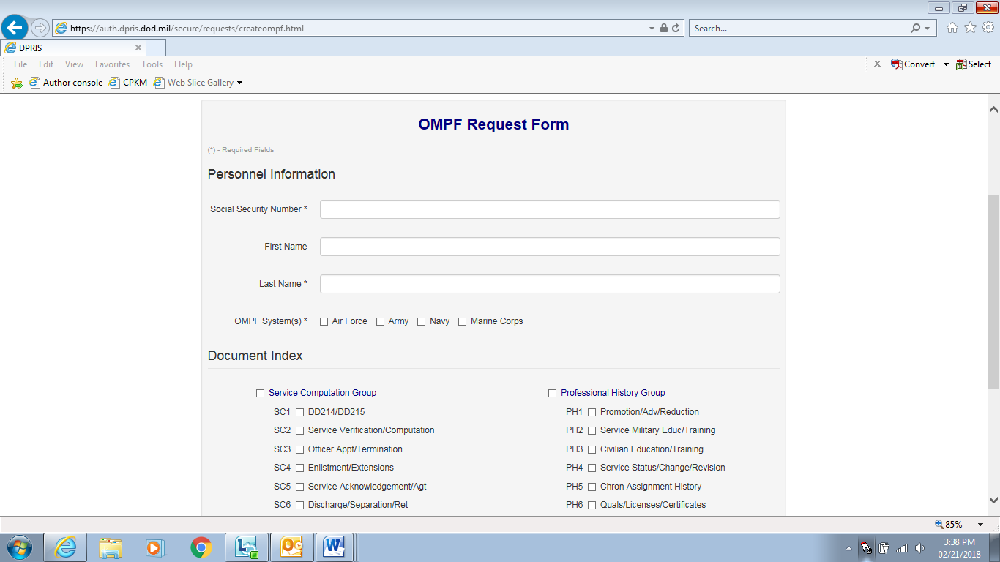 https://auth.dpris.dod.mil/secure/requests/createompf.html
Search...
DPRIS
File Edit View Favorites Tools Help
Convert Select
Author console CPKM Web Slice Gallery
OMPF Request Form
(*) - Required Fields
Personnel Information
Social Security Number *
First Name
Last Name *
OMPF System(s) * Air Force Army Navy Marine Corps
Document Index
Service Computation Group Professional History Group
SC1 DD214/DD215 PH1 Promotion/Adv/Reduction
SC2 Service Verification/Computation PH2 Service Military Educ/Training
SC3 Officer Appt/Termination PH3 Civilian Education/Training
SC4 Enlistment/Extensions PH4 Service Status/Change/Revision
SC5 Service Acknowledgement/Agt PH5 Chron Assignment History
SC6 Discharge/Separation/Ret PH6 Quals/Licenses/Certificates
85%
3:38 PM
02/21/2018